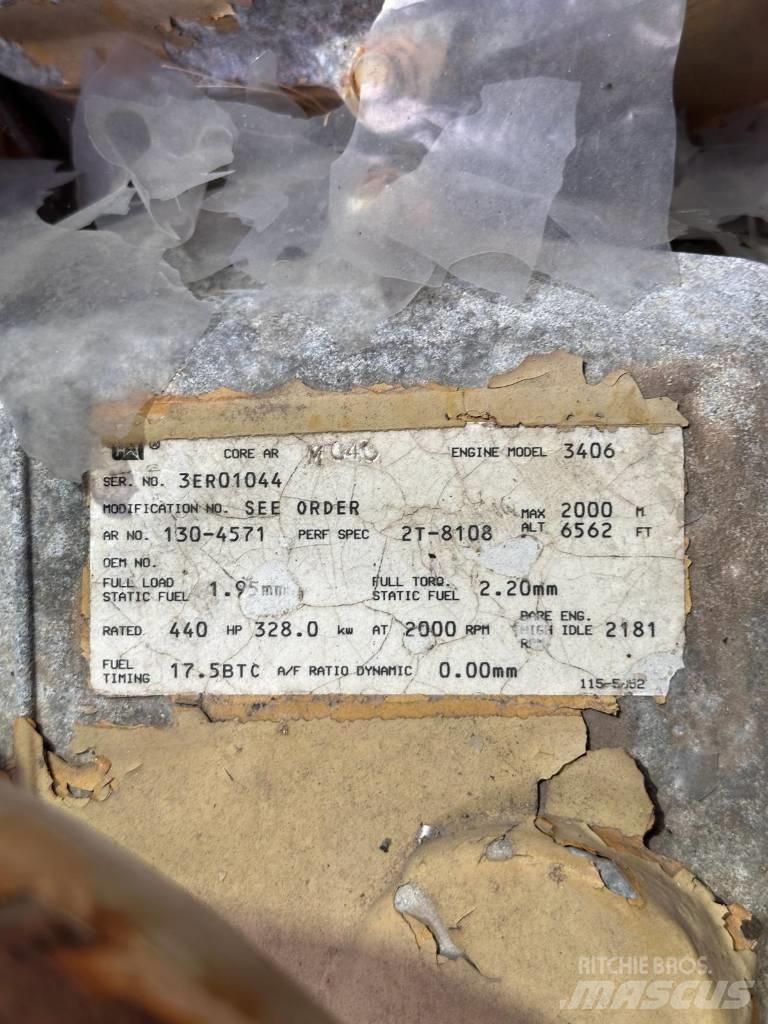 CORE AR ENGINE MODEL 3406
SER. NO. 3ER01044
MODIFICATION NO. SEE ORDER MAX 2000 M
AR NO. 130-4571 PERF SPEC 2T-8108 ALT 6562 FT
OEM NO.
FULL LOAD STATIC FUEL 1.95mm FULL TORQ. STATIC FUEL 2.20mm
RATED 440 HP 328.0 kw AT 2000 RPM BARE ENG. HIGH IDLE RPM 2181
FUEL TIMING 17.5BTC A/F RATIO DYNAMIC 0.00mm
RITCHIE BROS.
MASCUS